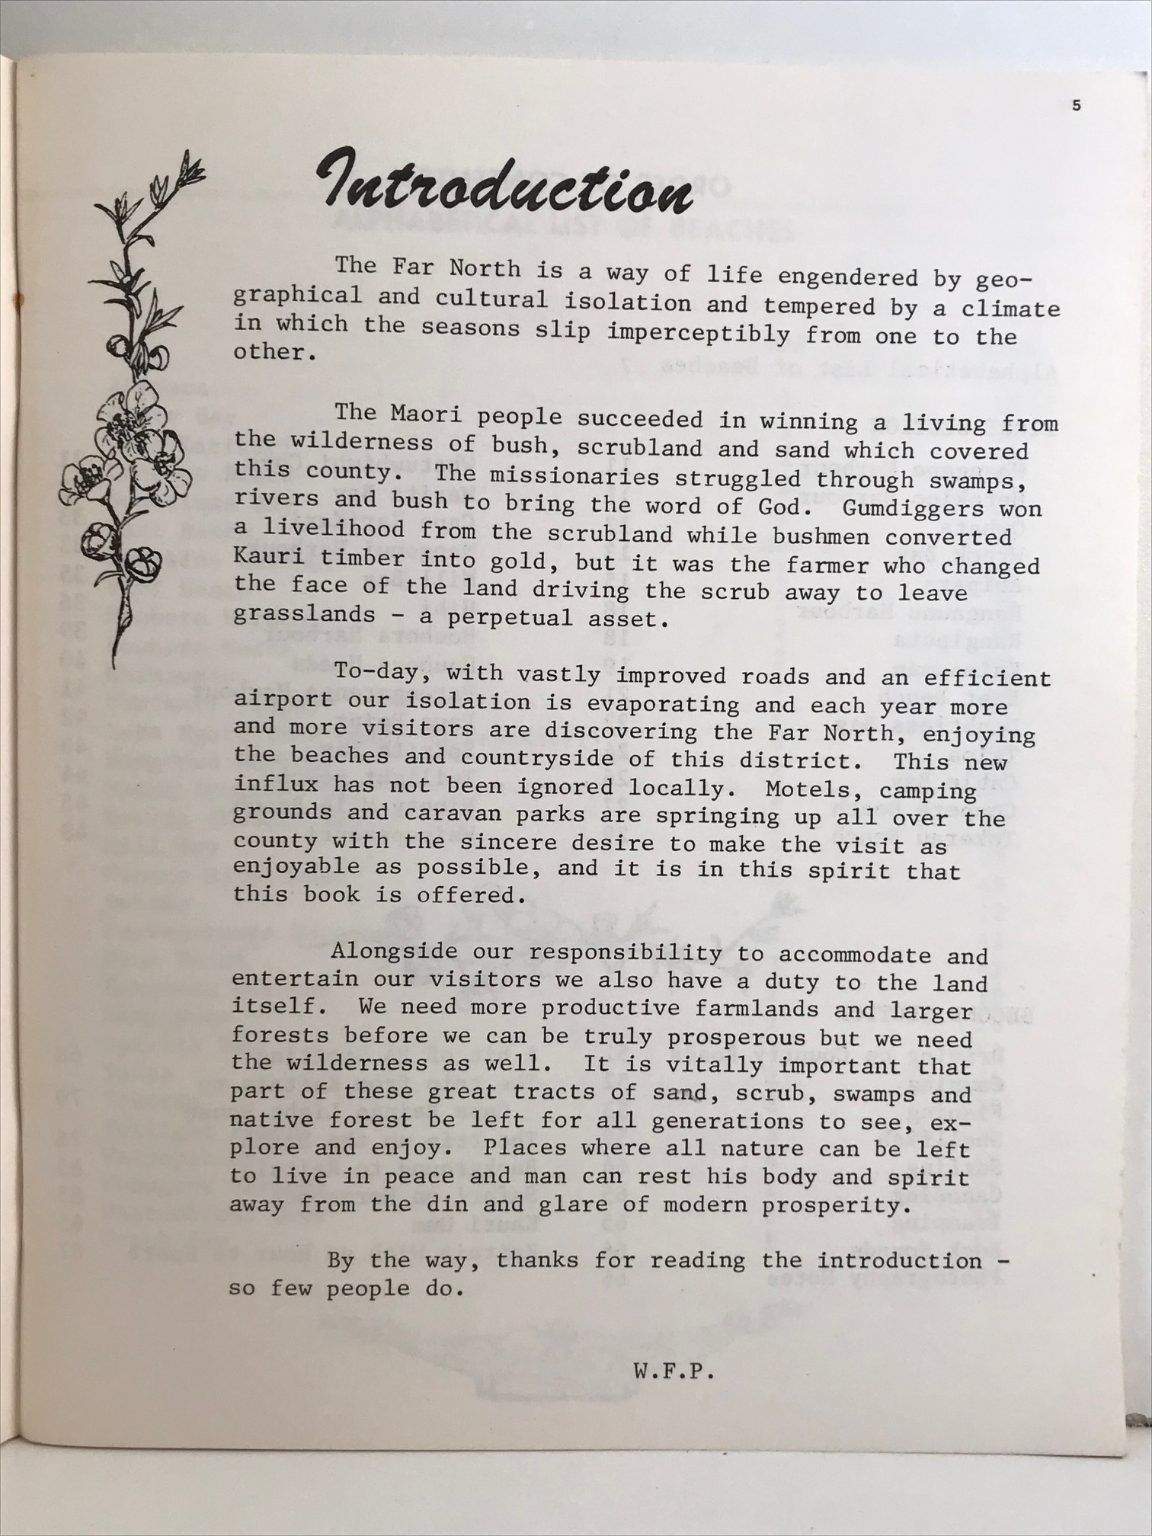 5
Introduction
The Far North is a way of life engendered by geo-
graphical and cultural isolation and tempered by a climate
in which the seasons slip imperceptibly from one to the
other.
The Maori people succeeded in winning a living from
the wilderness of bush, scrubland and sand which covered
this county.  The missionaries struggled through swamps,
rivers and bush to bring the word of God.  Gumdiggers won
a livelihood from the scrubland while bushmen converted
Kauri timber into gold, but it was the farmer who changed
the face of the land driving the scrub away to leave
grasslands - a perpetual asset.
To-day, with vastly improved roads and an efficient
airport our isolation is evaporating and each year more
and more visitors are discovering the Far North, enjoying
the beaches and countryside of this district.  This new
influx has not been ignored locally.  Motels, camping
grounds and caravan parks are springing up all over the
county with the sincere desire to make the visit as
enjoyable as possible, and it is in this spirit that
this book is offered.
Alongside our responsibility to accommodate and
entertain our visitors we also have a duty to the land
itself.  We need more productive farmlands and larger
forests before we can be truly prosperous but we need
the wilderness as well.  It is vitally important that
part of these great tracts of sand, scrub, swamps and
native forest be left for all generations to see, ex-
plore and enjoy.  Places where all nature can be left
to live in peace and man can rest his body and spirit
away from the din and glare of modern prosperity.
By the way, thanks for reading the introduction -
so few people do.
W.F.P.